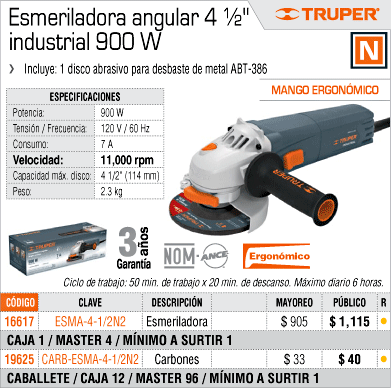 Esmeriladora angular 4 ½"
industrial 900 W
TRUPER
N
Incluye: 1 disco abrasivo para desbaste de metal ABT-386
MANGO ERGONÓMICO
ESPECIFICACIONES
Potencia: 900 W
Tensión / Frecuencia: 120 V / 60 Hz
Consumo: 7 A
Velocidad: 11,000 rpm
Capacidad máx. disco: 4 1/2" (114 mm)
Peso: 2.3 kg
TRUPER
TRUPER
3 años
Garantía
NOM-ANCE
Ergonómico
Ciclo de trabajo: 50 min. de trabajo x 20 min. de descanso. Máximo diario 6 horas.
CÓDIGO CLAVE DESCRIPCIÓN MAYOREO PÚBLICO R
16617 ESMA-4-1/2N2 Esmeriladora $ 905 $ 1,115
CAJA 1 / MASTER 4 / MÍNIMO A SURTIR 1
19625 CARB-ESMA-4-1/2N2 Carbones $ 33 $ 40
CABALLETE / CAJA 12 / MASTER 96 / MÍNIMO A SURTIR 1